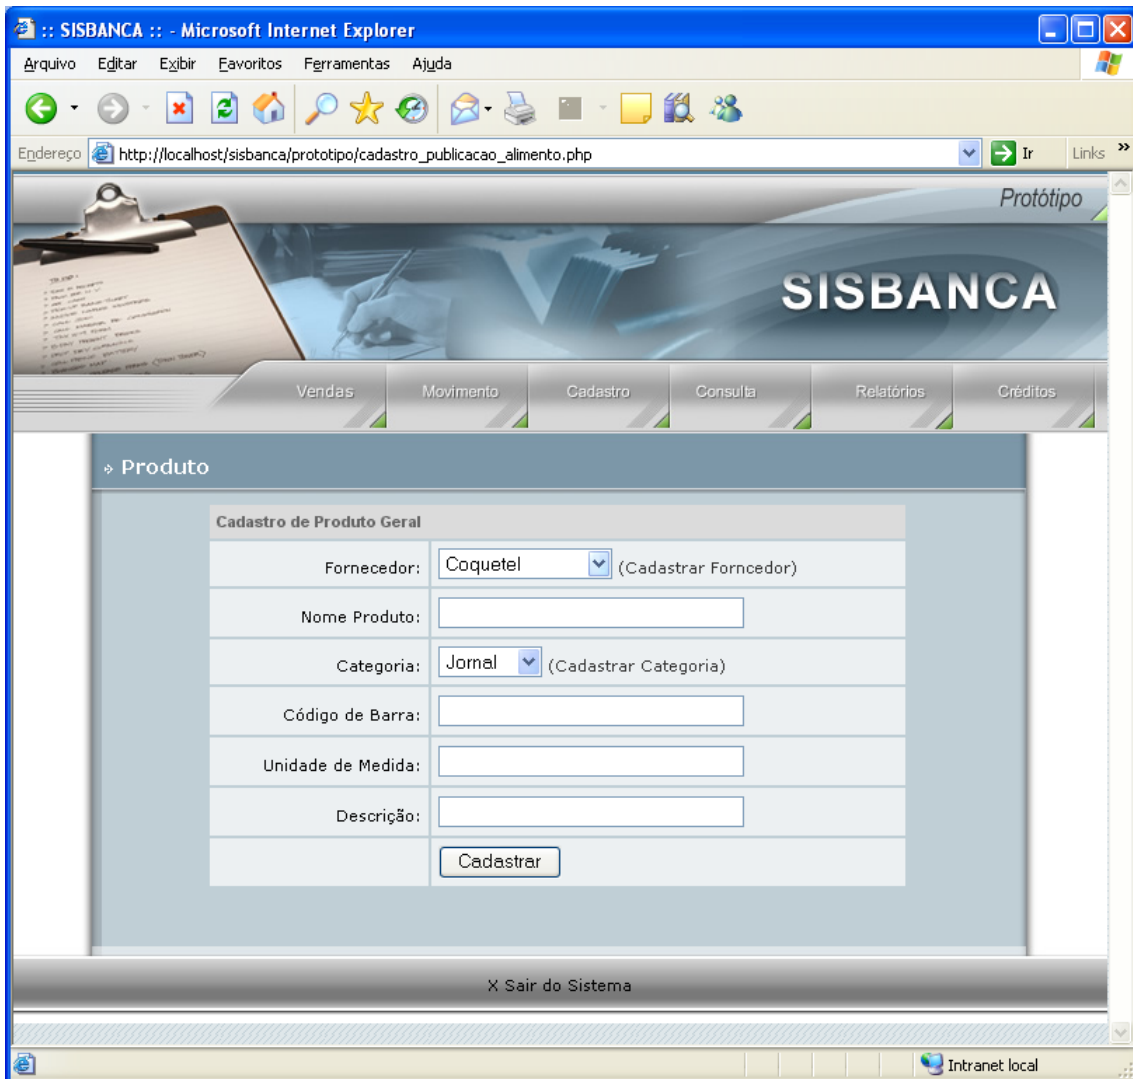 :: SISBANCA :: - Microsoft Internet Explorer
Arquivo Editar Exibir Favoritos Ferramentas Ajuda
Endereço http://localhost/sisbanca/prototipo/cadastro_publicacao_alimento.php Ir Links »
Protótipo
SISBANCA
Vendas Movimento Cadastro Consulta Relatórios Créditos
» Produto
Cadastro de Produto Geral
Fornecedor: Coquetel (Cadastrar Forncedor)
Nome Produto:
Categoria: Jornal (Cadastrar Categoria)
Código de Barra:
Unidade de Medida:
Descrição:
Cadastrar
X Sair do Sistema
Intranet local